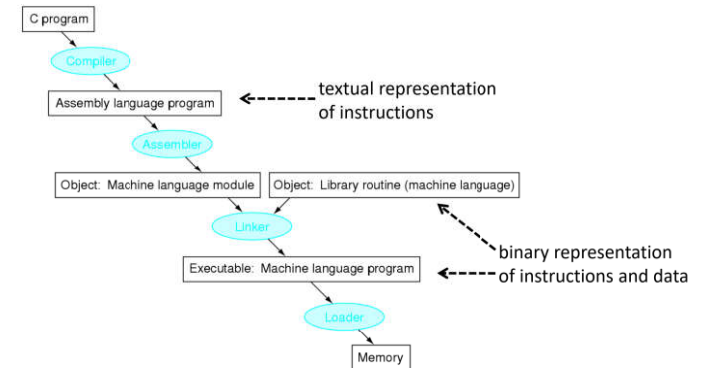 C program
Compiler
Assembly language program
textual representation
of instructions
Assembler
Object: Machine language module
Object: Library routine (machine language)
Linker
Executable: Machine language program
binary representation
of instructions and data
Loader
Memory